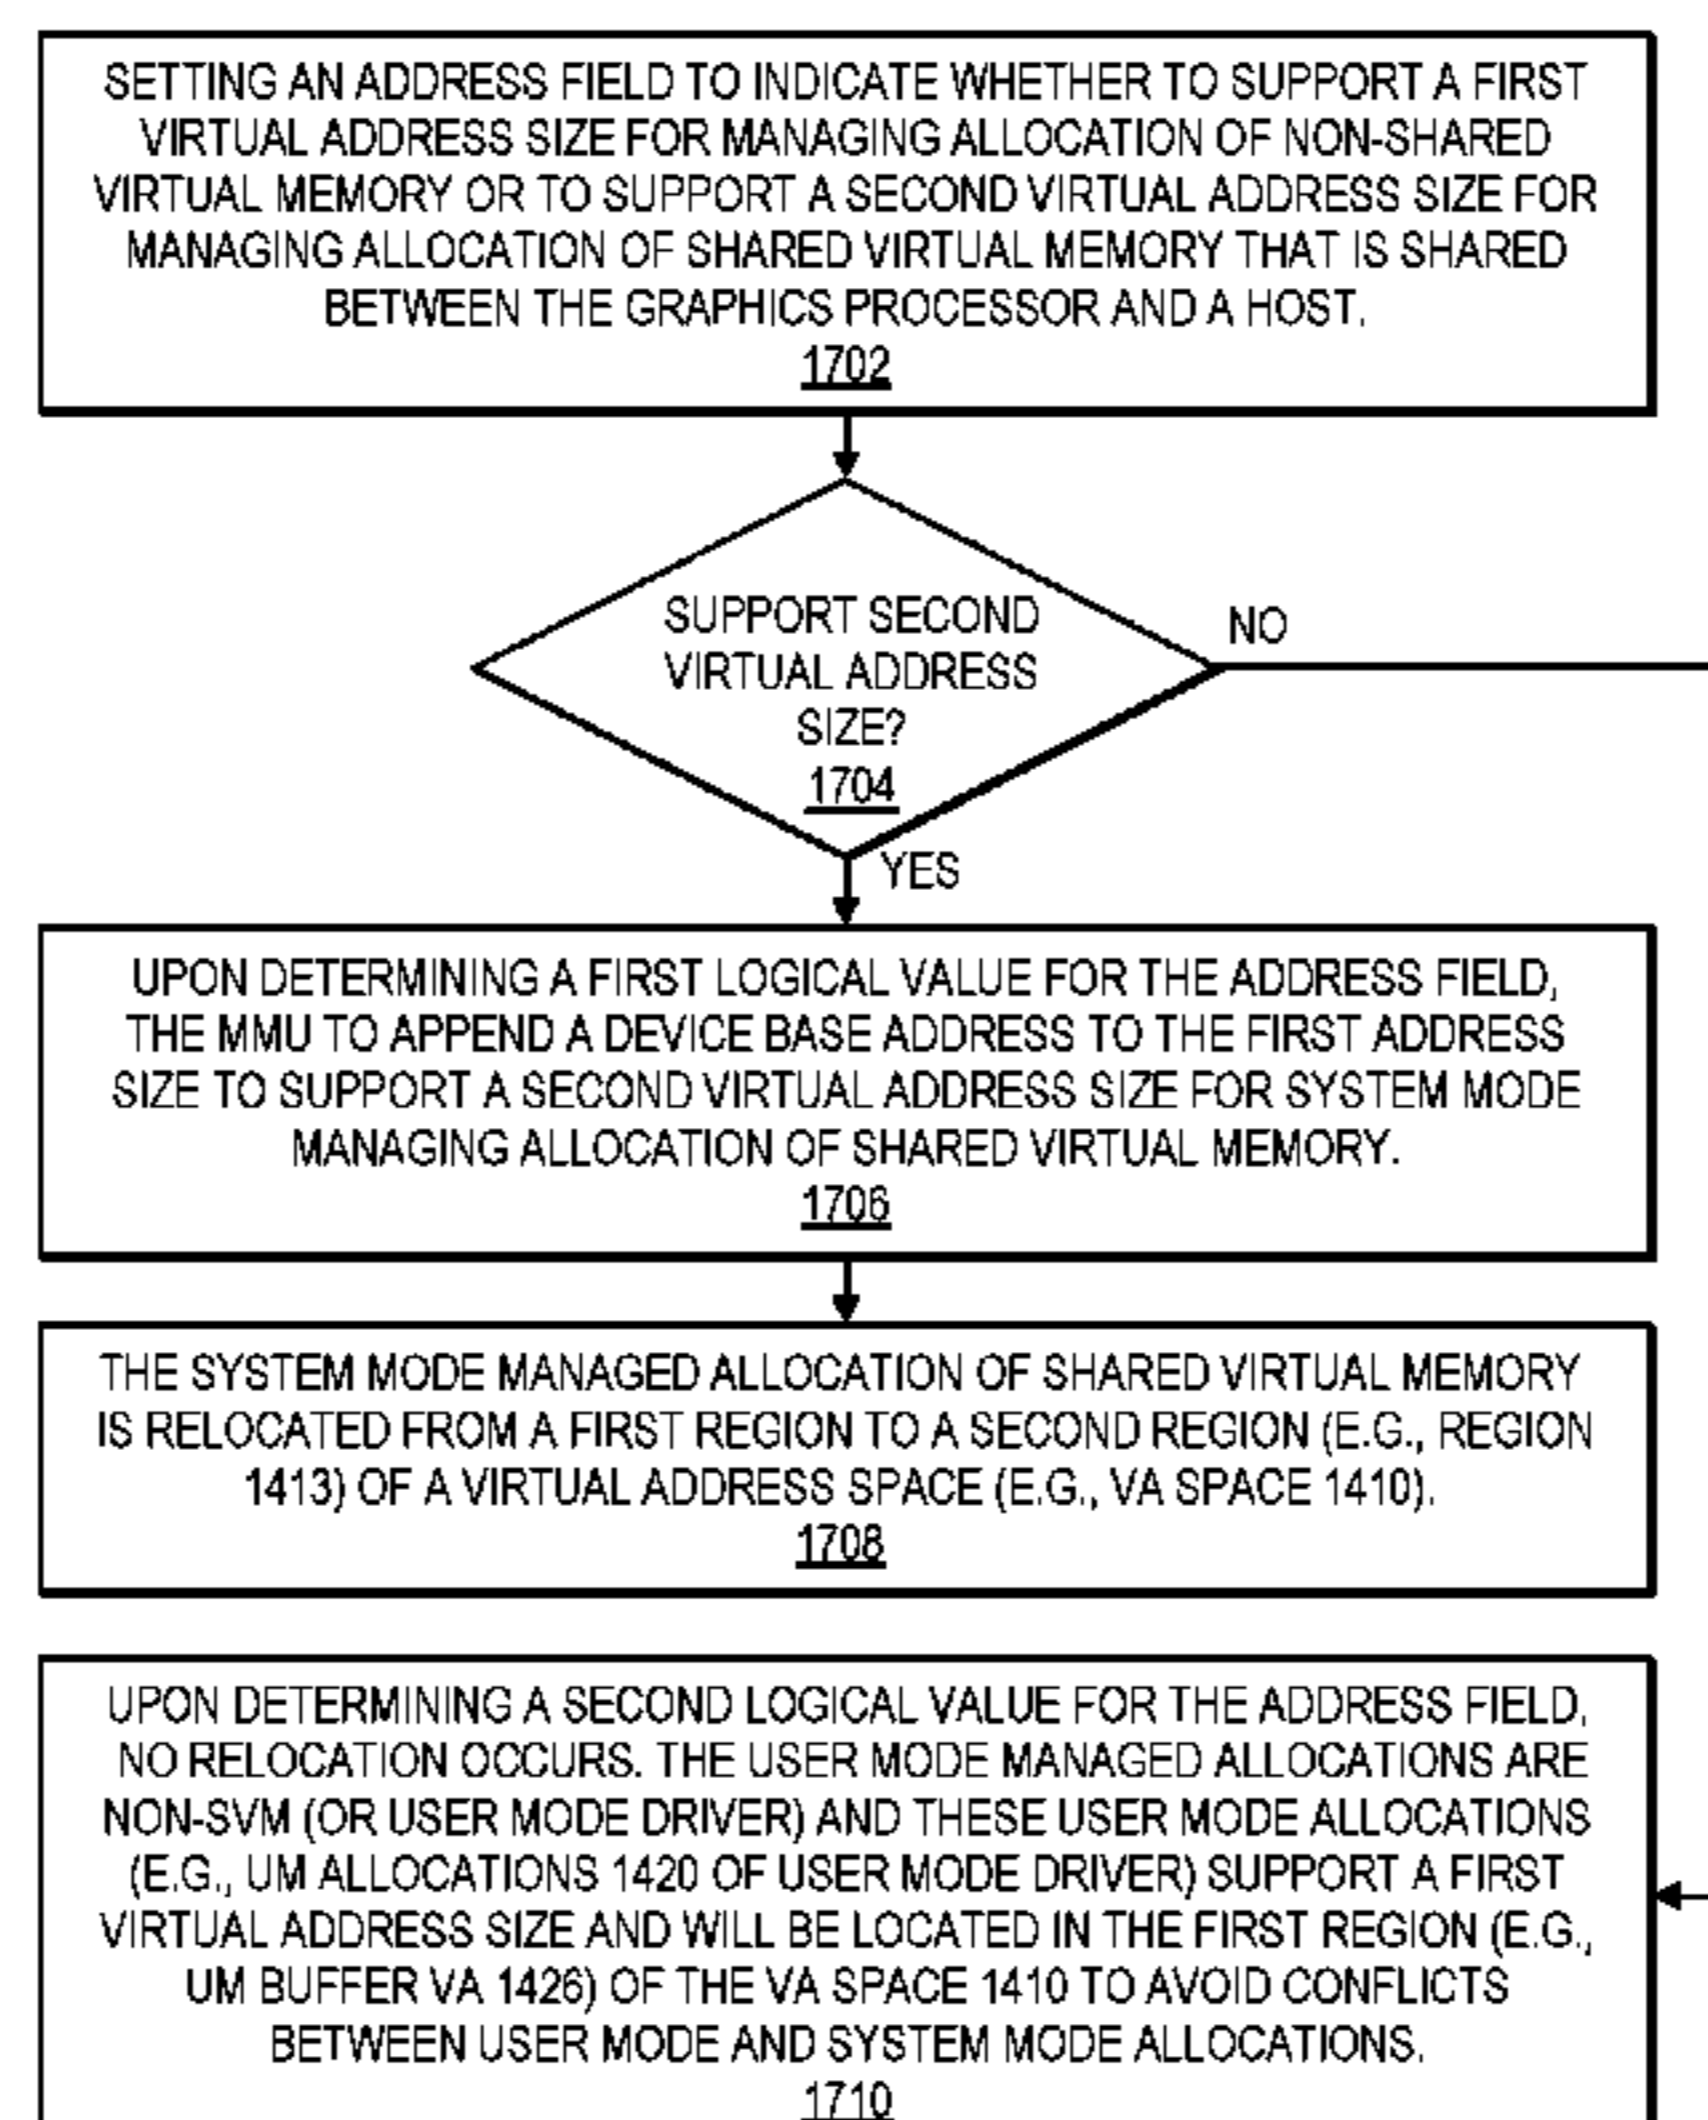 SETTING AN ADDRESS FIELD TO INDICATE WHETHER TO SUPPORT A FIRST
VIRTUAL ADDRESS SIZE FOR MANAGING ALLOCATION OF NON-SHARED
VIRTUAL MEMORY OR TO SUPPORT A SECOND VIRTUAL ADDRESS SIZE FOR
MANAGING ALLOCATION OF SHARED VIRTUAL MEMORY THAT IS SHARED
BETWEEN THE GRAPHICS PROCESSOR AND A HOST.
1702
SUPPORT SECOND
VIRTUAL ADDRESS
SIZE?
1704
NO
YES
UPON DETERMINING A FIRST LOGICAL VALUE FOR THE ADDRESS FIELD,
THE MMU TO APPEND A DEVICE BASE ADDRESS TO THE FIRST ADDRESS
SIZE TO SUPPORT A SECOND VIRTUAL ADDRESS SIZE FOR SYSTEM MODE
MANAGING ALLOCATION OF SHARED VIRTUAL MEMORY.
1706
THE SYSTEM MODE MANAGED ALLOCATION OF SHARED VIRTUAL MEMORY
IS RELOCATED FROM A FIRST REGION TO A SECOND REGION (E.G., REGION
1413) OF A VIRTUAL ADDRESS SPACE (E.G., VA SPACE 1410).
1708
UPON DETERMINING A SECOND LOGICAL VALUE FOR THE ADDRESS FIELD,
NO RELOCATION OCCURS. THE USER MODE MANAGED ALLOCATIONS ARE
NON-SVM (OR USER MODE DRIVER) AND THESE USER MODE ALLOCATIONS
(E.G., UM ALLOCATIONS 1420 OF USER MODE DRIVER) SUPPORT A FIRST
VIRTUAL ADDRESS SIZE AND WILL BE LOCATED IN THE FIRST REGION (E.G.,
UM BUFFER VA 1426) OF THE VA SPACE 1410 TO AVOID CONFLICTS
BETWEEN USER MODE AND SYSTEM MODE ALLOCATIONS.
1710